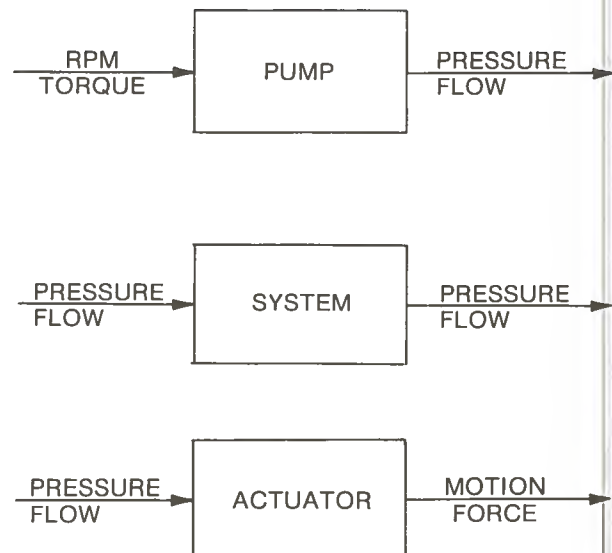 RPM
TORQUE
PUMP
PRESSURE
FLOW
PRESSURE
FLOW
SYSTEM
PRESSURE
FLOW
PRESSURE
FLOW
ACTUATOR
MOTION
FORCE